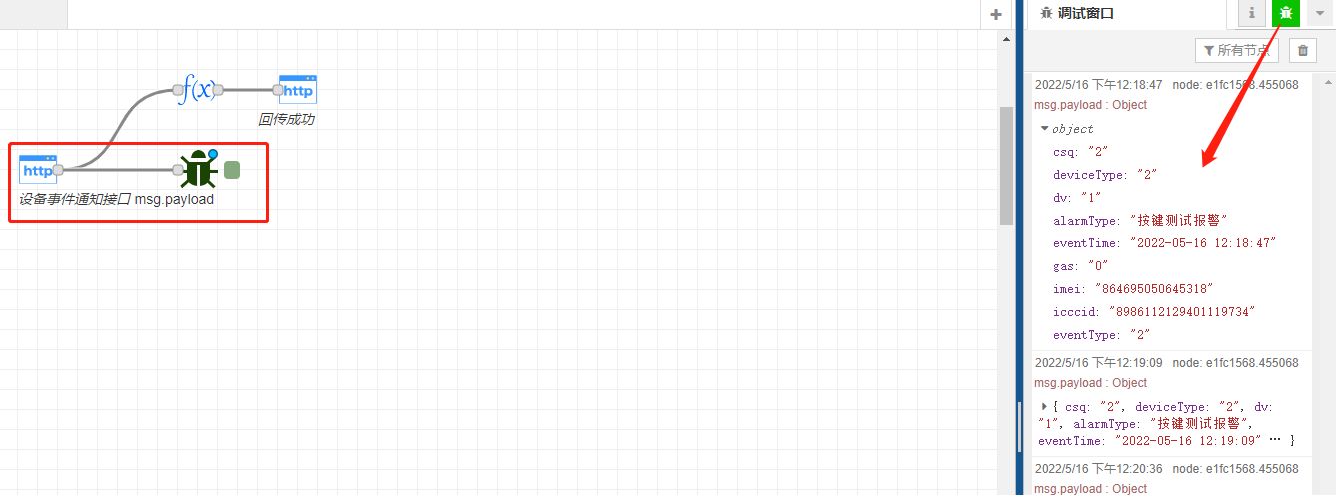 +
调试窗口
i
所有节点
f(x)
http
回传成功
http
设备事件通知接口 msg.payload
2022/5/16 下午12:18:47 node: e1fc1568.455068
msg.payload : Object
object
csq: "2"
deviceType: "2"
dv: "1"
alarmType: "按键测试报警"
eventTime: "2022-05-16 12:18:47"
gas: "0"
imei: "864695050645318"
icccid: "8986112129401119734"
eventType: "2"
2022/5/16 下午12:19:09 node: e1fc1568.455068
msg.payload : Object
{ csq: "2", deviceType: "2", dv:
"1", alarmType: "按键测试报警",
eventTime: "2022-05-16 12:19:09" … }
2022/5/16 下午12:20:36 node: e1fc1568.455068
msg.payload : Object